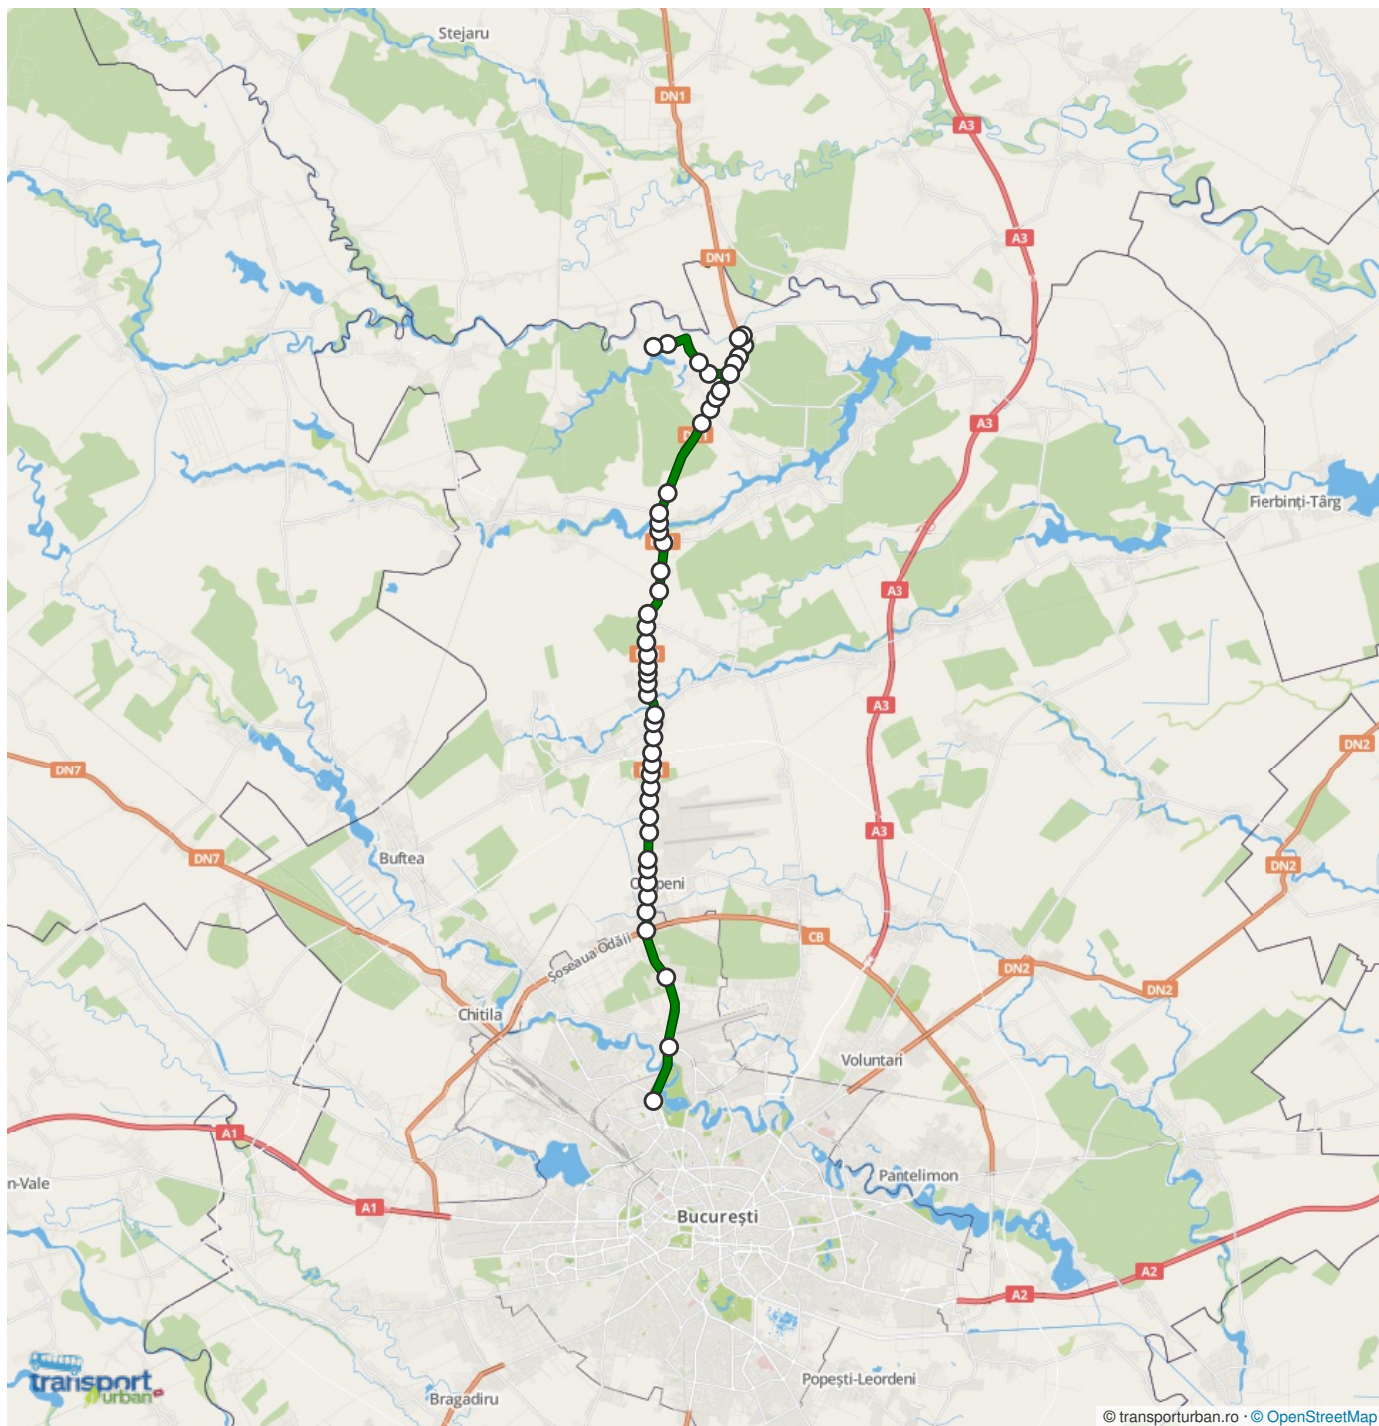 Stejaru
DN1
A3
A3
DN1
A3
Fierbinți-Târg
A3
A3
DN2
DN7
A3
DN7
Buftea
DN2
CB
Șoseaua Odăii
DN2
DN2
Chitila
Voluntari
A1
Pantelimon
n-Vale
A1
București
A2
A2
transport
urban
Bragadiru
Popești-Leordeni
© transporturban.ro · © OpenStreetMap